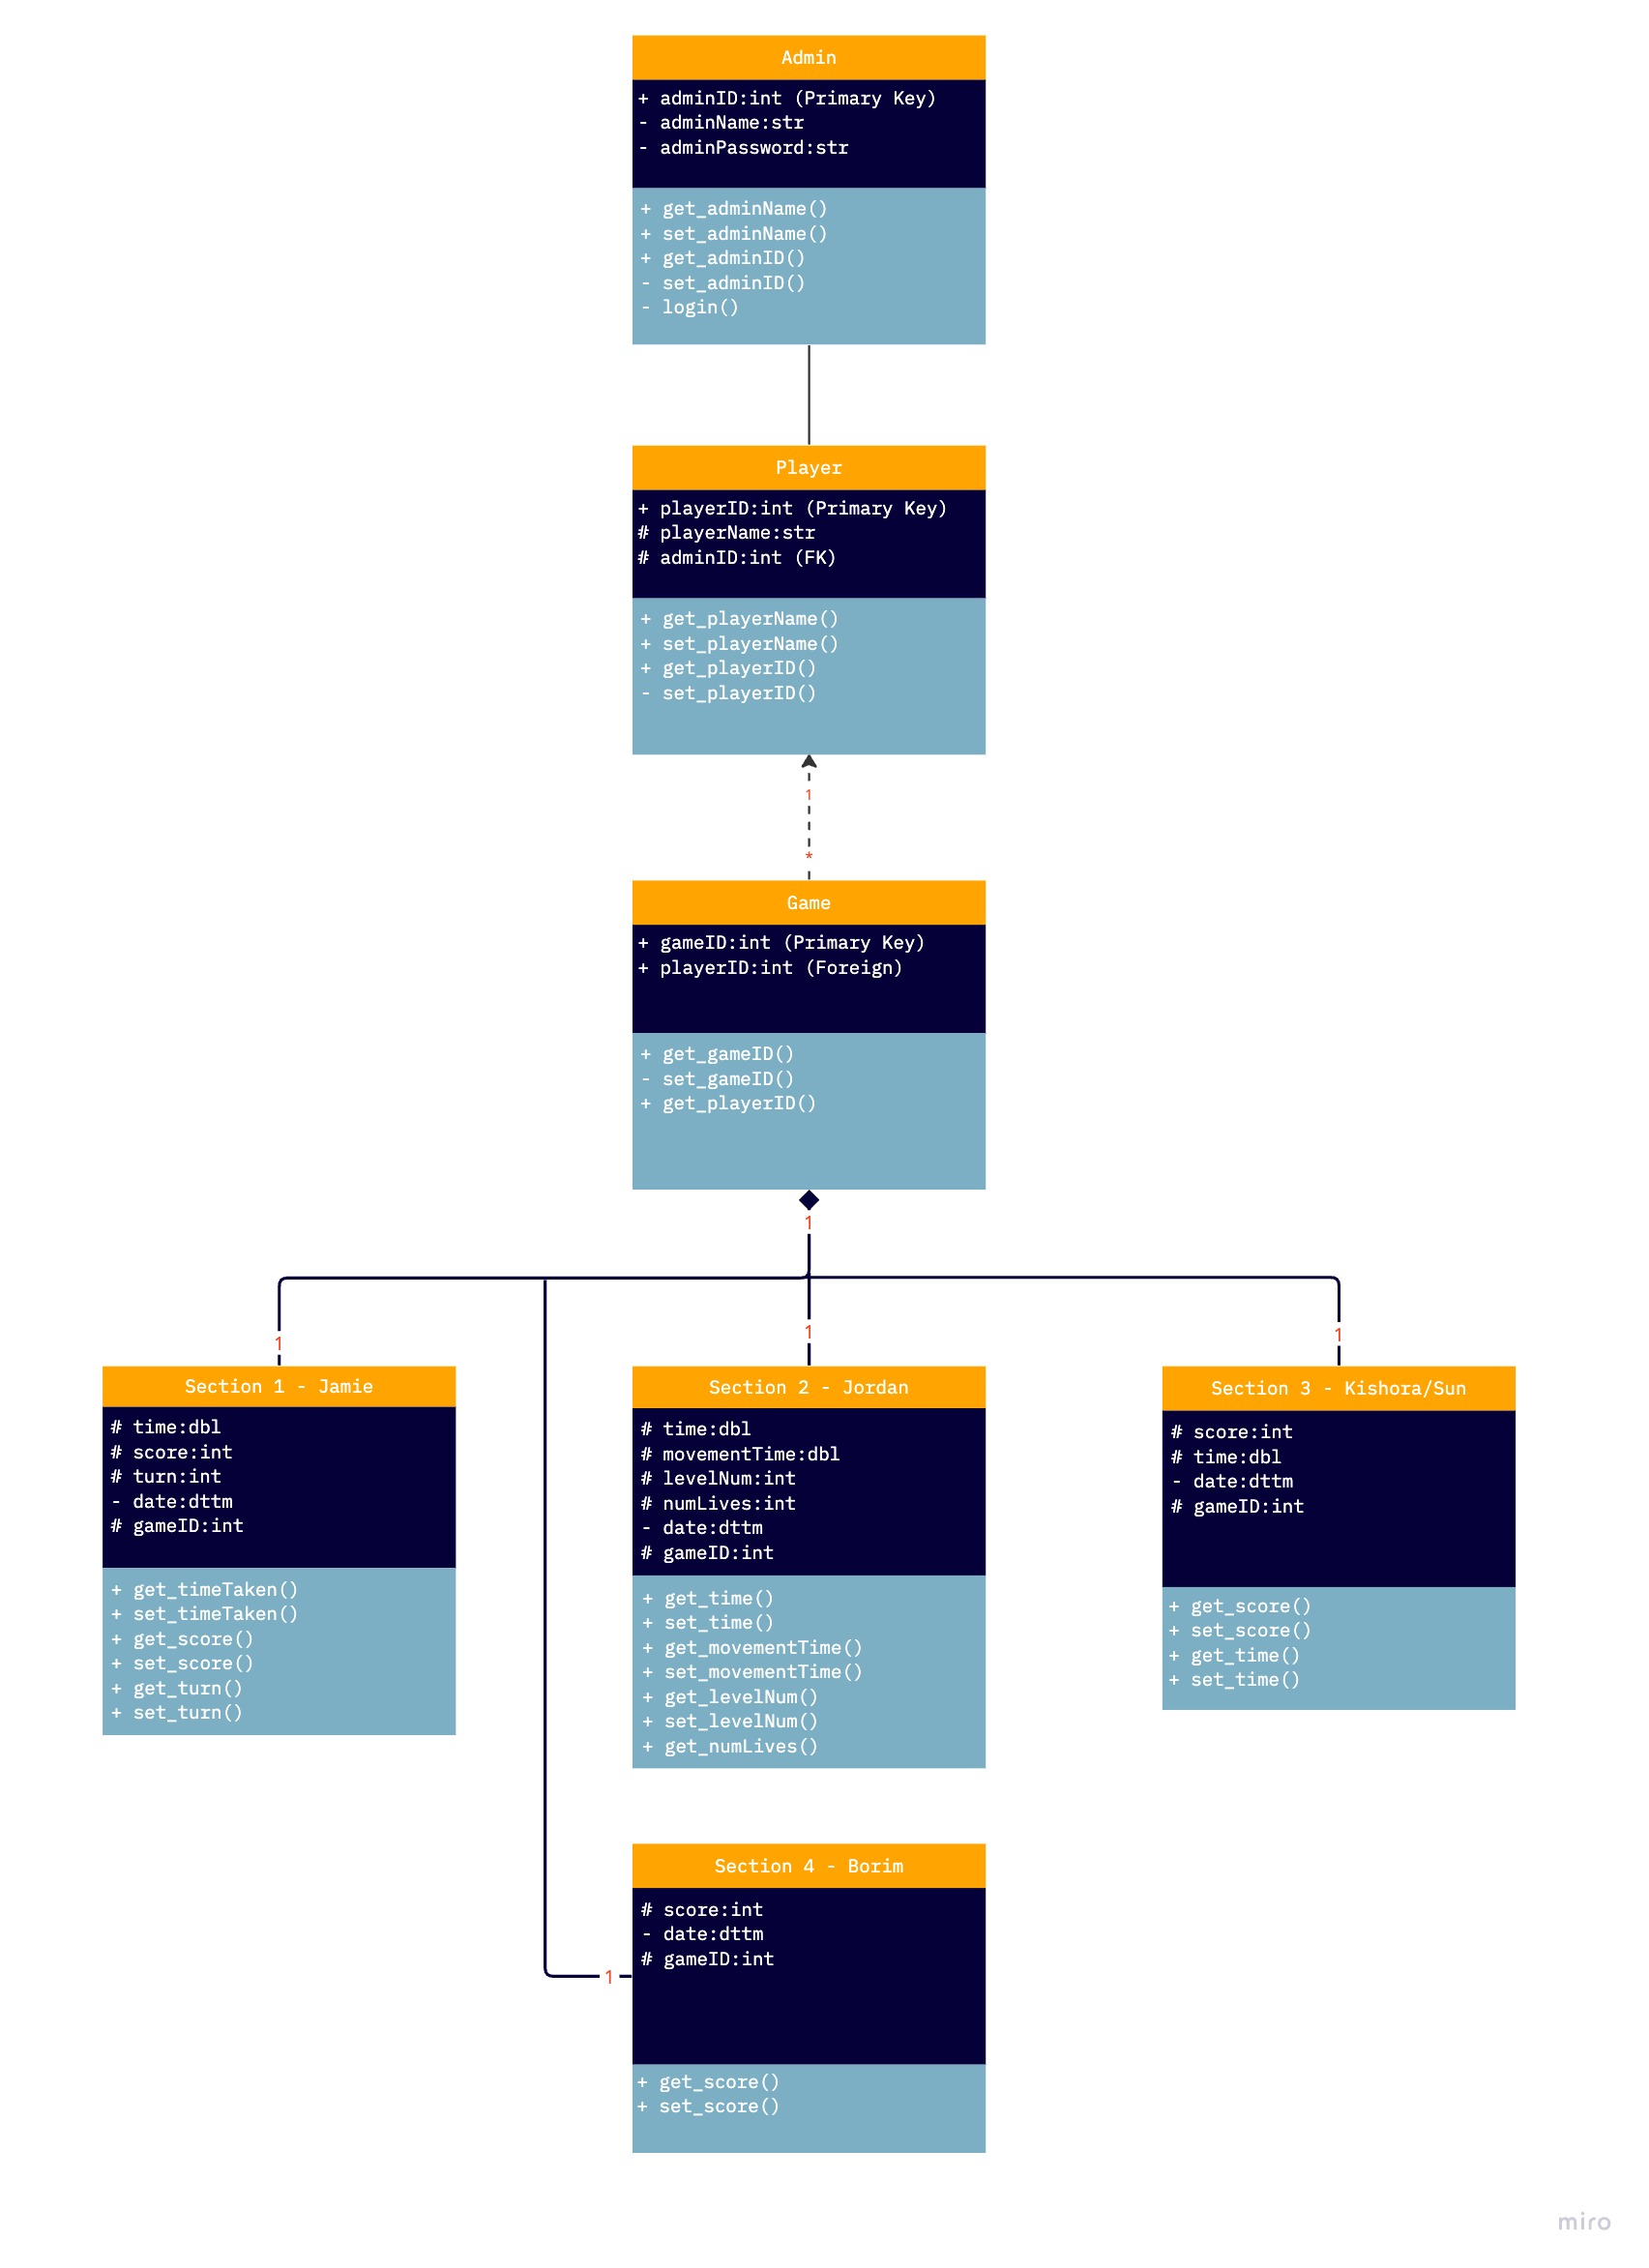 Admin
+ adminID:int (Primary Key)
- adminName:str
- adminPassword:str
+ get_adminName()
+ set_adminName()
+ get_adminID()
- set_adminID()
- login()
Player
+ playerID:int (Primary Key)
# playerName:str
# adminID:int (FK)
+ get_playerName()
+ set_playerName()
+ get_playerID()
- set_playerID()
1
*
Game
+ gameID:int (Primary Key)
+ playerID:int (Foreign)
+ get_gameID()
- set_gameID()
+ get_playerID()
1
1
1
1
Section 1 - Jamie
# time:dbl
# score:int
# turn:int
- date:dttm
# gameID:int
+ get_timeTaken()
+ set_timeTaken()
+ get_score()
+ set_score()
+ get_turn()
+ set_turn()
Section 2 - Jordan
# time:dbl
# movementTime:dbl
# levelNum:int
# numLives:int
- date:dttm
# gameID:int
+ get_time()
+ set_time()
+ get_movementTime()
+ set_movementTime()
+ get_levelNum()
+ set_levelNum()
+ get_numLives()
Section 3 - Kishora/Sun
# score:int
# time:dbl
- date:dttm
# gameID:int
+ get_score()
+ set_score()
+ get_time()
+ set_time()
Section 4 - Borim
# score:int
- date:dttm
# gameID:int
1
+ get_score()
+ set_score()
miro